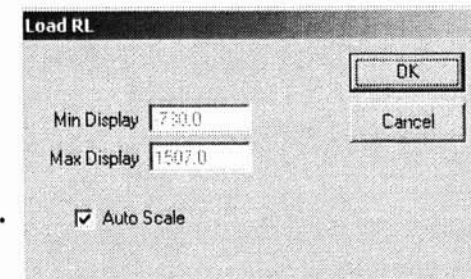 Load RL
OK
Min Display -730.0
Cancel
Max Display 1507.0
Auto Scale